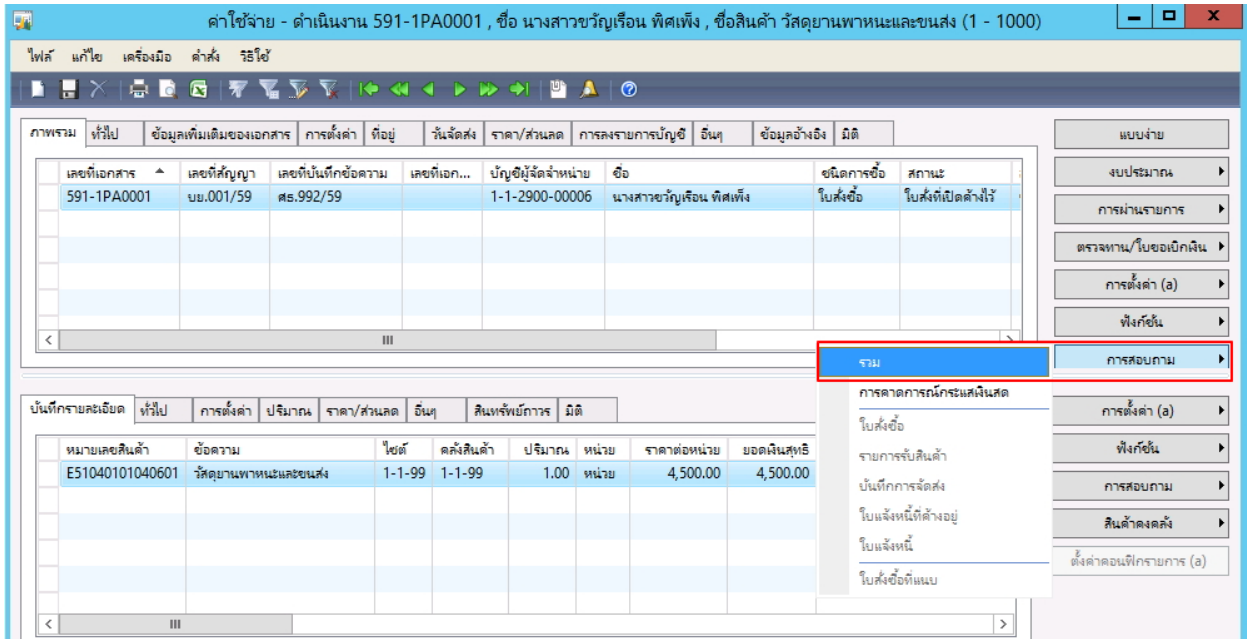 ค่าใช้จ่าย - ดำเนินงาน 591-1PA0001 , ชื่อ นางสาวขวัญเรือน พิศเพ็ง , ชื่อสินค้า วัสดุยานพาหนะและขนส่ง (1 - 1000)
ไฟล์ แก้ไข เครื่องมือ คำสั่ง วิธีใช้
ภาพรวม ทั่วไป ข้อมูลเพิ่มเติมของเอกสาร การตั้งค่า ที่อยู่ วันจัดส่ง ราคา/ส่วนลด การลงรายการบัญชี อื่นๆ ข้อมูลอ้างอิง มิติ
แบบง่าย
งบประมาณ
การผ่านรายการ
ตรวจทาน/ใบขอเบิกเงิน
การตั้งค่า (a)
ฟังก์ชั่น
การสอบถาม
เลขที่เอกสาร เลขที่สัญญา เลขที่บันทึกข้อความ เลขที่เอก... บัญชีผู้จัดจำหน่าย ชื่อ ชนิดการซื้อ สถานะ
591-1PA0001 บย.001/59 ศธ.992/59 1-1-2900-00006 นางสาวขวัญเรือน พิศเพ็ง ใบสั่งซื้อ ใบสั่งที่เปิดค้างไว้
รวม
การคาดการณ์กระแสเงินสด
ใบสั่งซื้อ
รายการรับสินค้า
บันทึกการจัดส่ง
ใบแจ้งหนี้ที่ค้างอยู่
ใบแจ้งหนี้
ใบสั่งซื้อที่แนบ
บันทึกรายละเอียด ทั่วไป การตั้งค่า ปริมาณ ราคา/ส่วนลด อื่นๆ สินทรัพย์ถาวร มิติ
หมายเลขสินค้า ข้อความ ไซต์ คลังสินค้า ปริมาณ หน่วย ราคาต่อหน่วย ยอดเงินสุทธิ
E51040101040601 วัสดุยานพาหนะและขนส่ง 1-1-99 1-1-99 1.00 หน่วย 4,500.00 4,500.00
การตั้งค่า (a)
ฟังก์ชั่น
การสอบถาม
สินค้าคงคลัง
ตั้งค่าคอนฟิกรายการ (a)